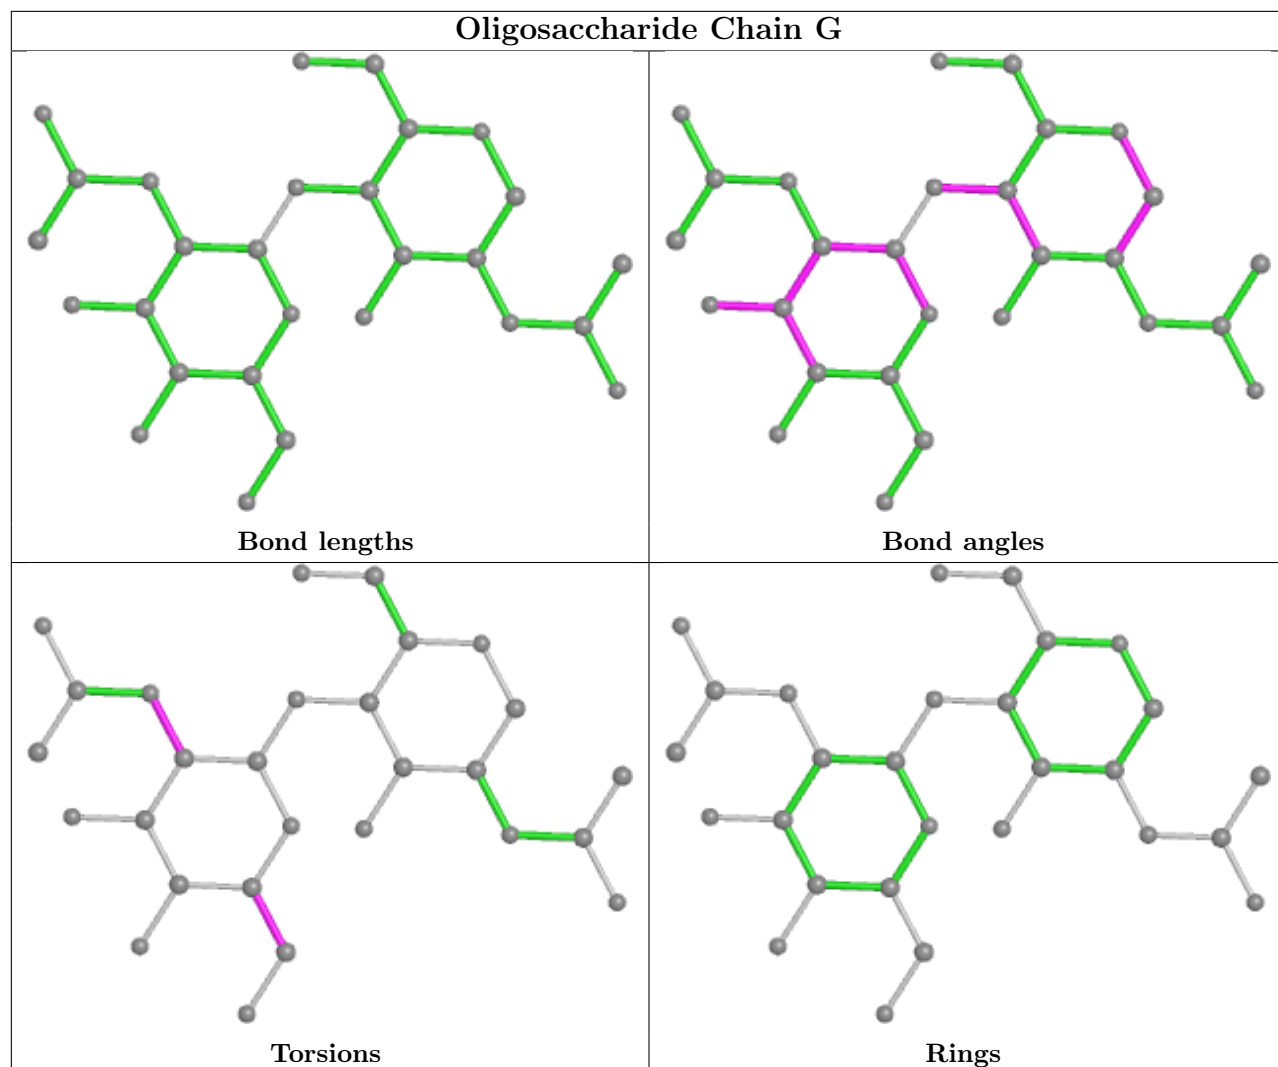 Oligosaccharide Chain G
Bond lengths
Bond angles
Torsions
Rings